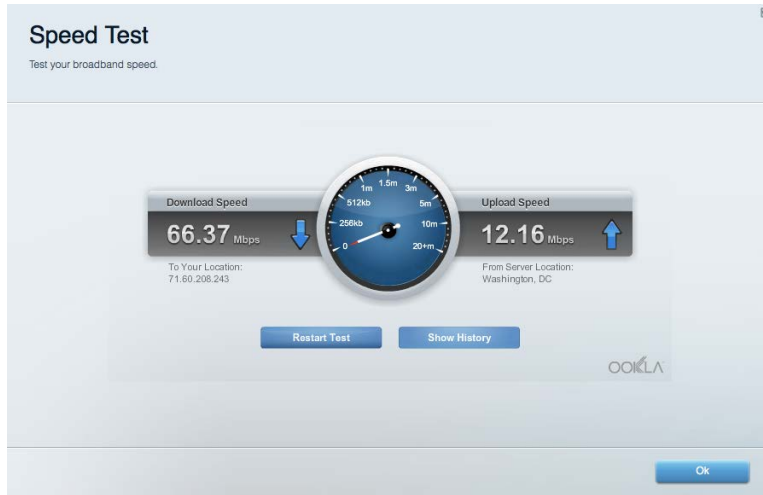 Speed Test
Test your broadband speed.
Download Speed
66.37 Mbps
To Your Location:
71.60.208.243
0
256kb
512kb
1m
1.5m
3m
5m
10m
20+m
Upload Speed
12.16 Mbps
From Server Location:
Washington, DC
Restart Test
Show History
OOKLA
Ok